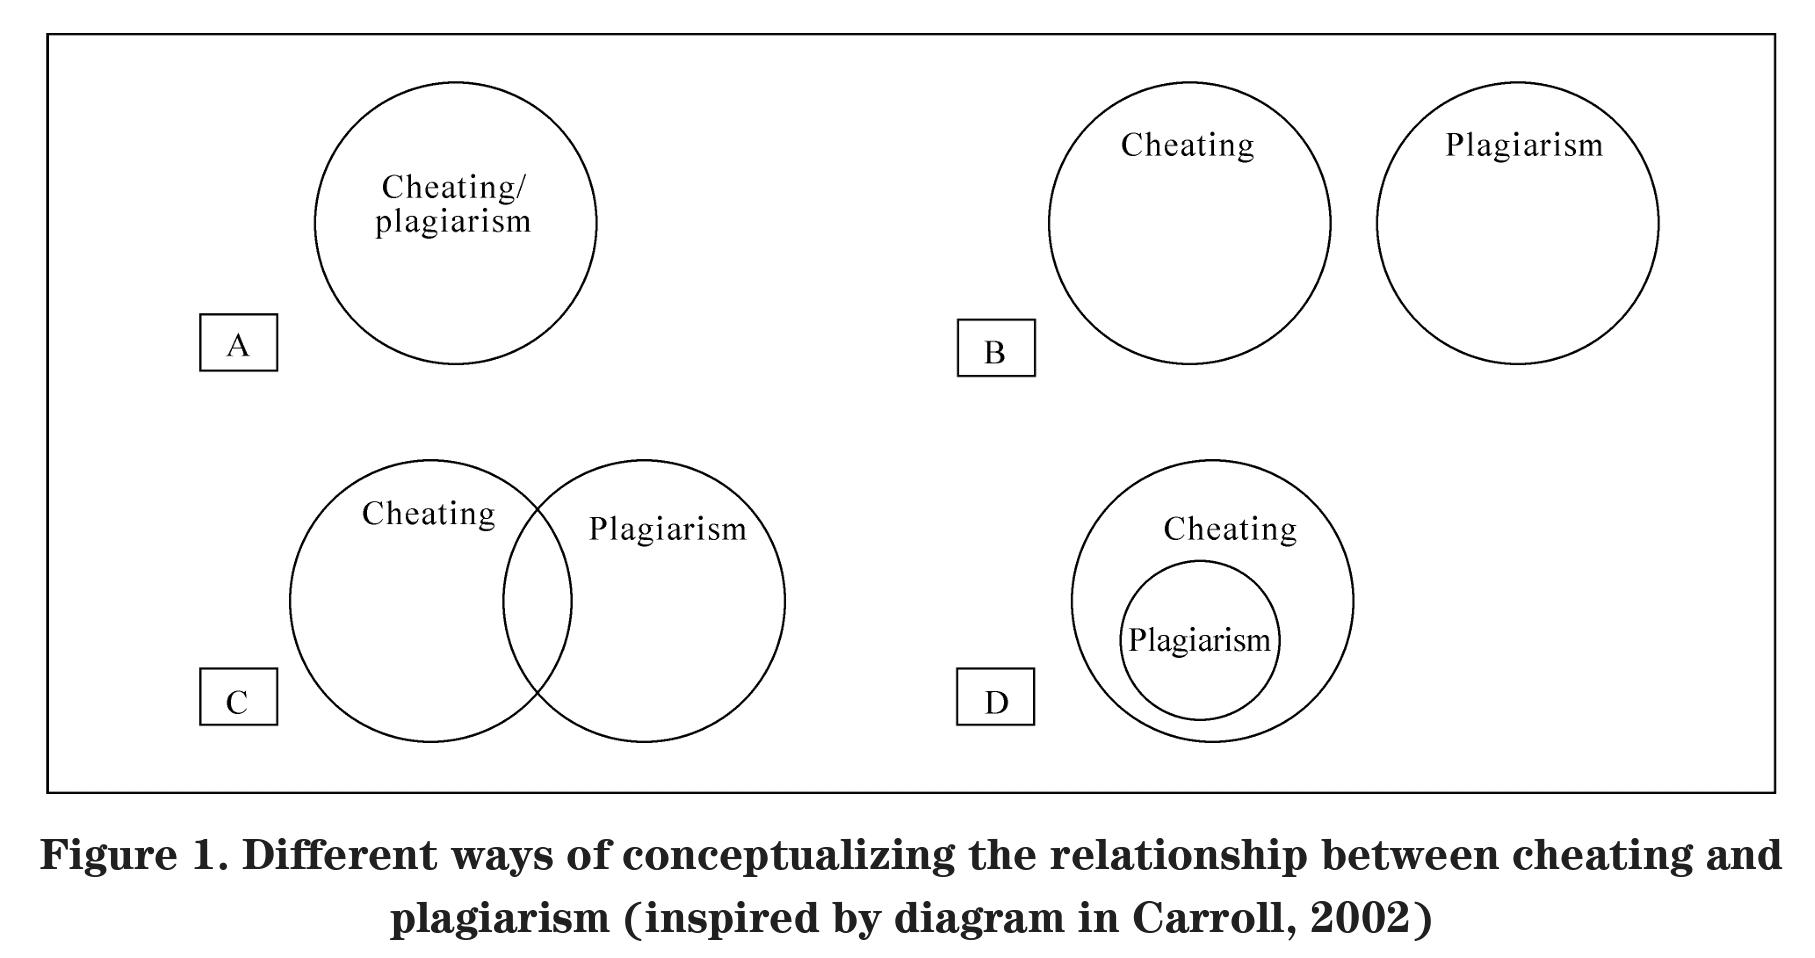 Cheating/
plagiarism
A
Cheating
Plagiarism
B
Cheating
Plagiarism
C
Cheating
Plagiarism
D
Figure 1. Different ways of conceptualizing the relationship between cheating and
plagiarism (inspired by diagram in Carroll, 2002)